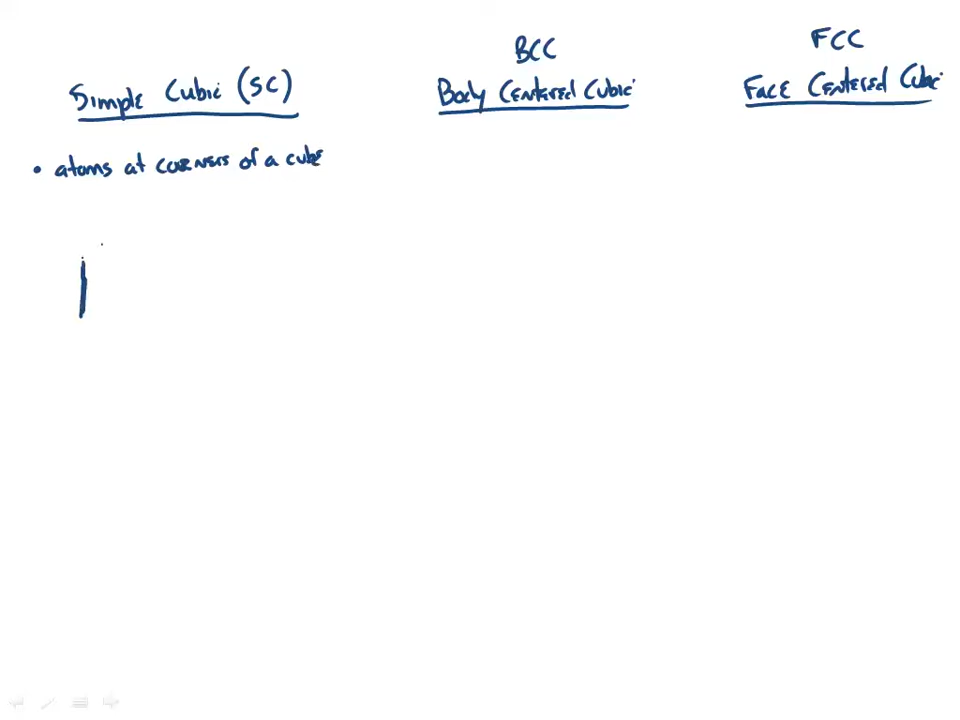 Simple Cubic (SC)
• atoms at corners of a cube
BCC
Body Centered Cubic
FCC
Face Centered Cubic